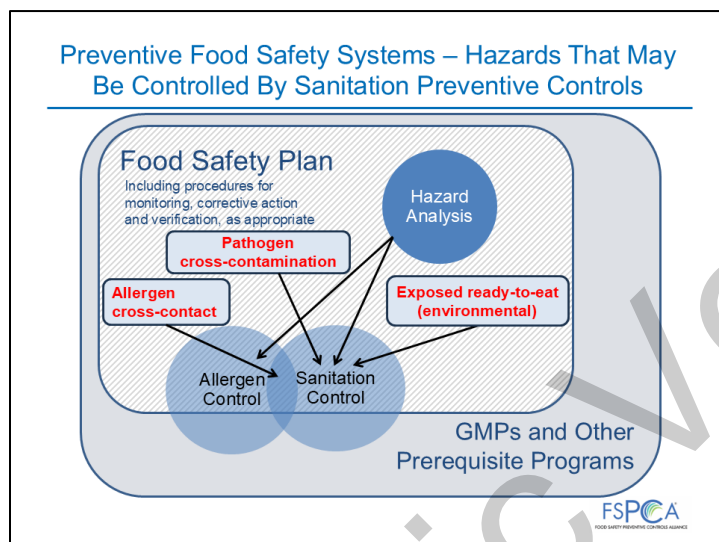 Preventive Food Safety Systems – Hazards That May
Be Controlled By Sanitation Preventive Controls
Food Safety Plan
Including procedures for
monitoring, corrective action
and verification, as appropriate
Hazard
Analysis
Pathogen
cross-contamination
Allergen
cross-contact
Exposed ready-to-eat
(environmental)
Allergen
Control
Sanitation
Control
GMPs and Other
Prerequisite Programs
FSPCA
FOOD SAFETY PREVENTIVE CONTROLS ALLIANCE